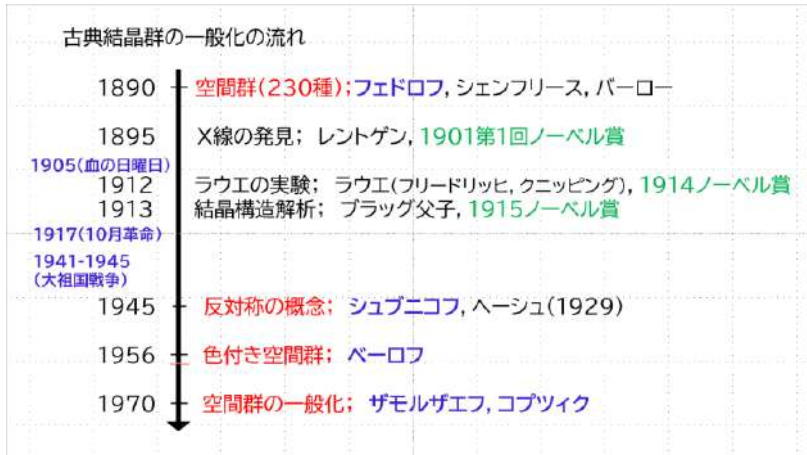 古典結晶群の一般化の流れ
1890 空間群(230種);フェドロフ, シェンフリース, バーロー
1895 X線の発見; レントゲン, 1901第1回ノーベル賞
1905(血の日曜日)
1912 ラウエの実験; ラウエ(フリードリッヒ, クニッピング), 1914ノーベル賞
1913 結晶構造解析; ブラッグ父子, 1915ノーベル賞
1917(10月革命)
1941-1945
(大祖国戦争)
1945 反対称の概念; シュブニコフ, ヘーシュ(1929)
1956 色付き空間群; ベーロフ
1970 空間群の一般化; ザモルザエフ, コプツィク